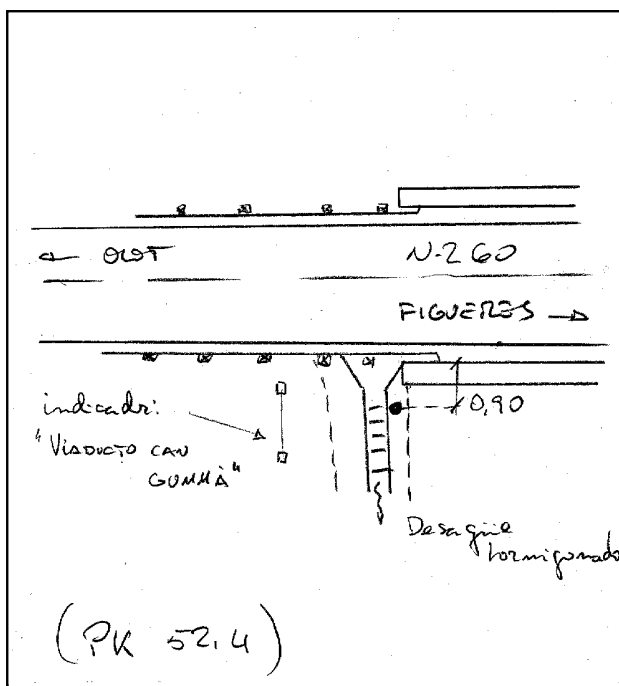 ← OLOT N-260
FIGUERES →
indicador:
"VIADUCTO CAN
GUMMÀ"
0,90
Desagüe
hormigonado
(PK 52.4)